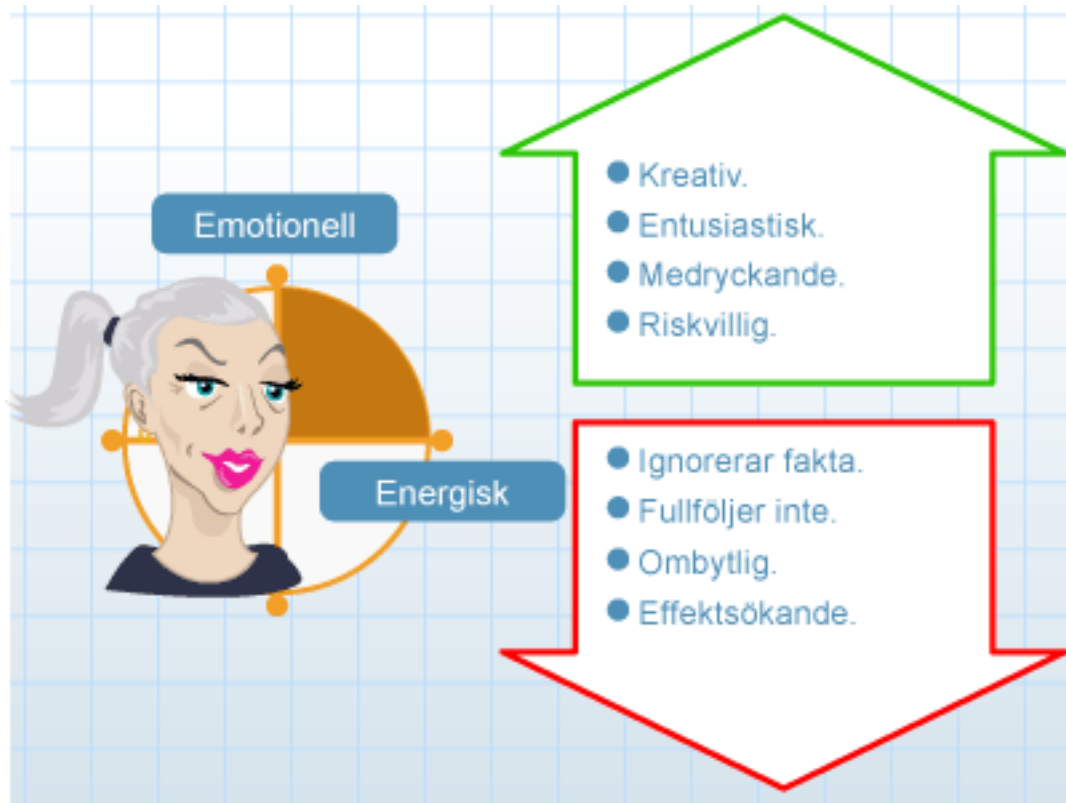 Emotionell
Energisk
Kreativ.
Entusiastisk.
Medryckande.
Riskvillig.
Ignorerar fakta.
Fullföljer inte.
Ombytlig.
Effektsökande.